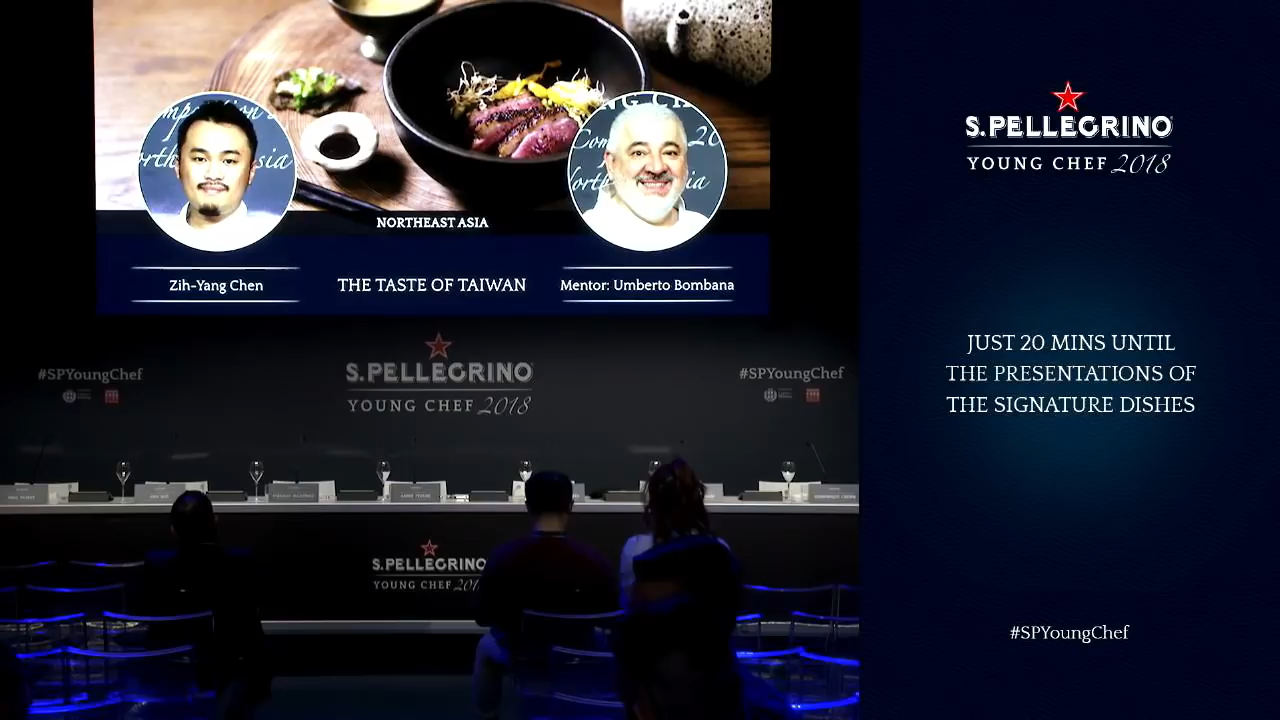 NORTHEAST ASIA
Zih-Yang Chen
THE TASTE OF TAIWAN
Mentor: Umberto Bombana
#SPYoungChef
S.PELLEGRINO
YOUNG CHEF 2018
#SPYoungChef
S.PELLEGRINO
YOUNG CHEF 201
S.PELLEGRINO
YOUNG CHEF 2018
JUST 20 MINS UNTIL
THE PRESENTATIONS OF
THE SIGNATURE DISHES
#SPYoungChef